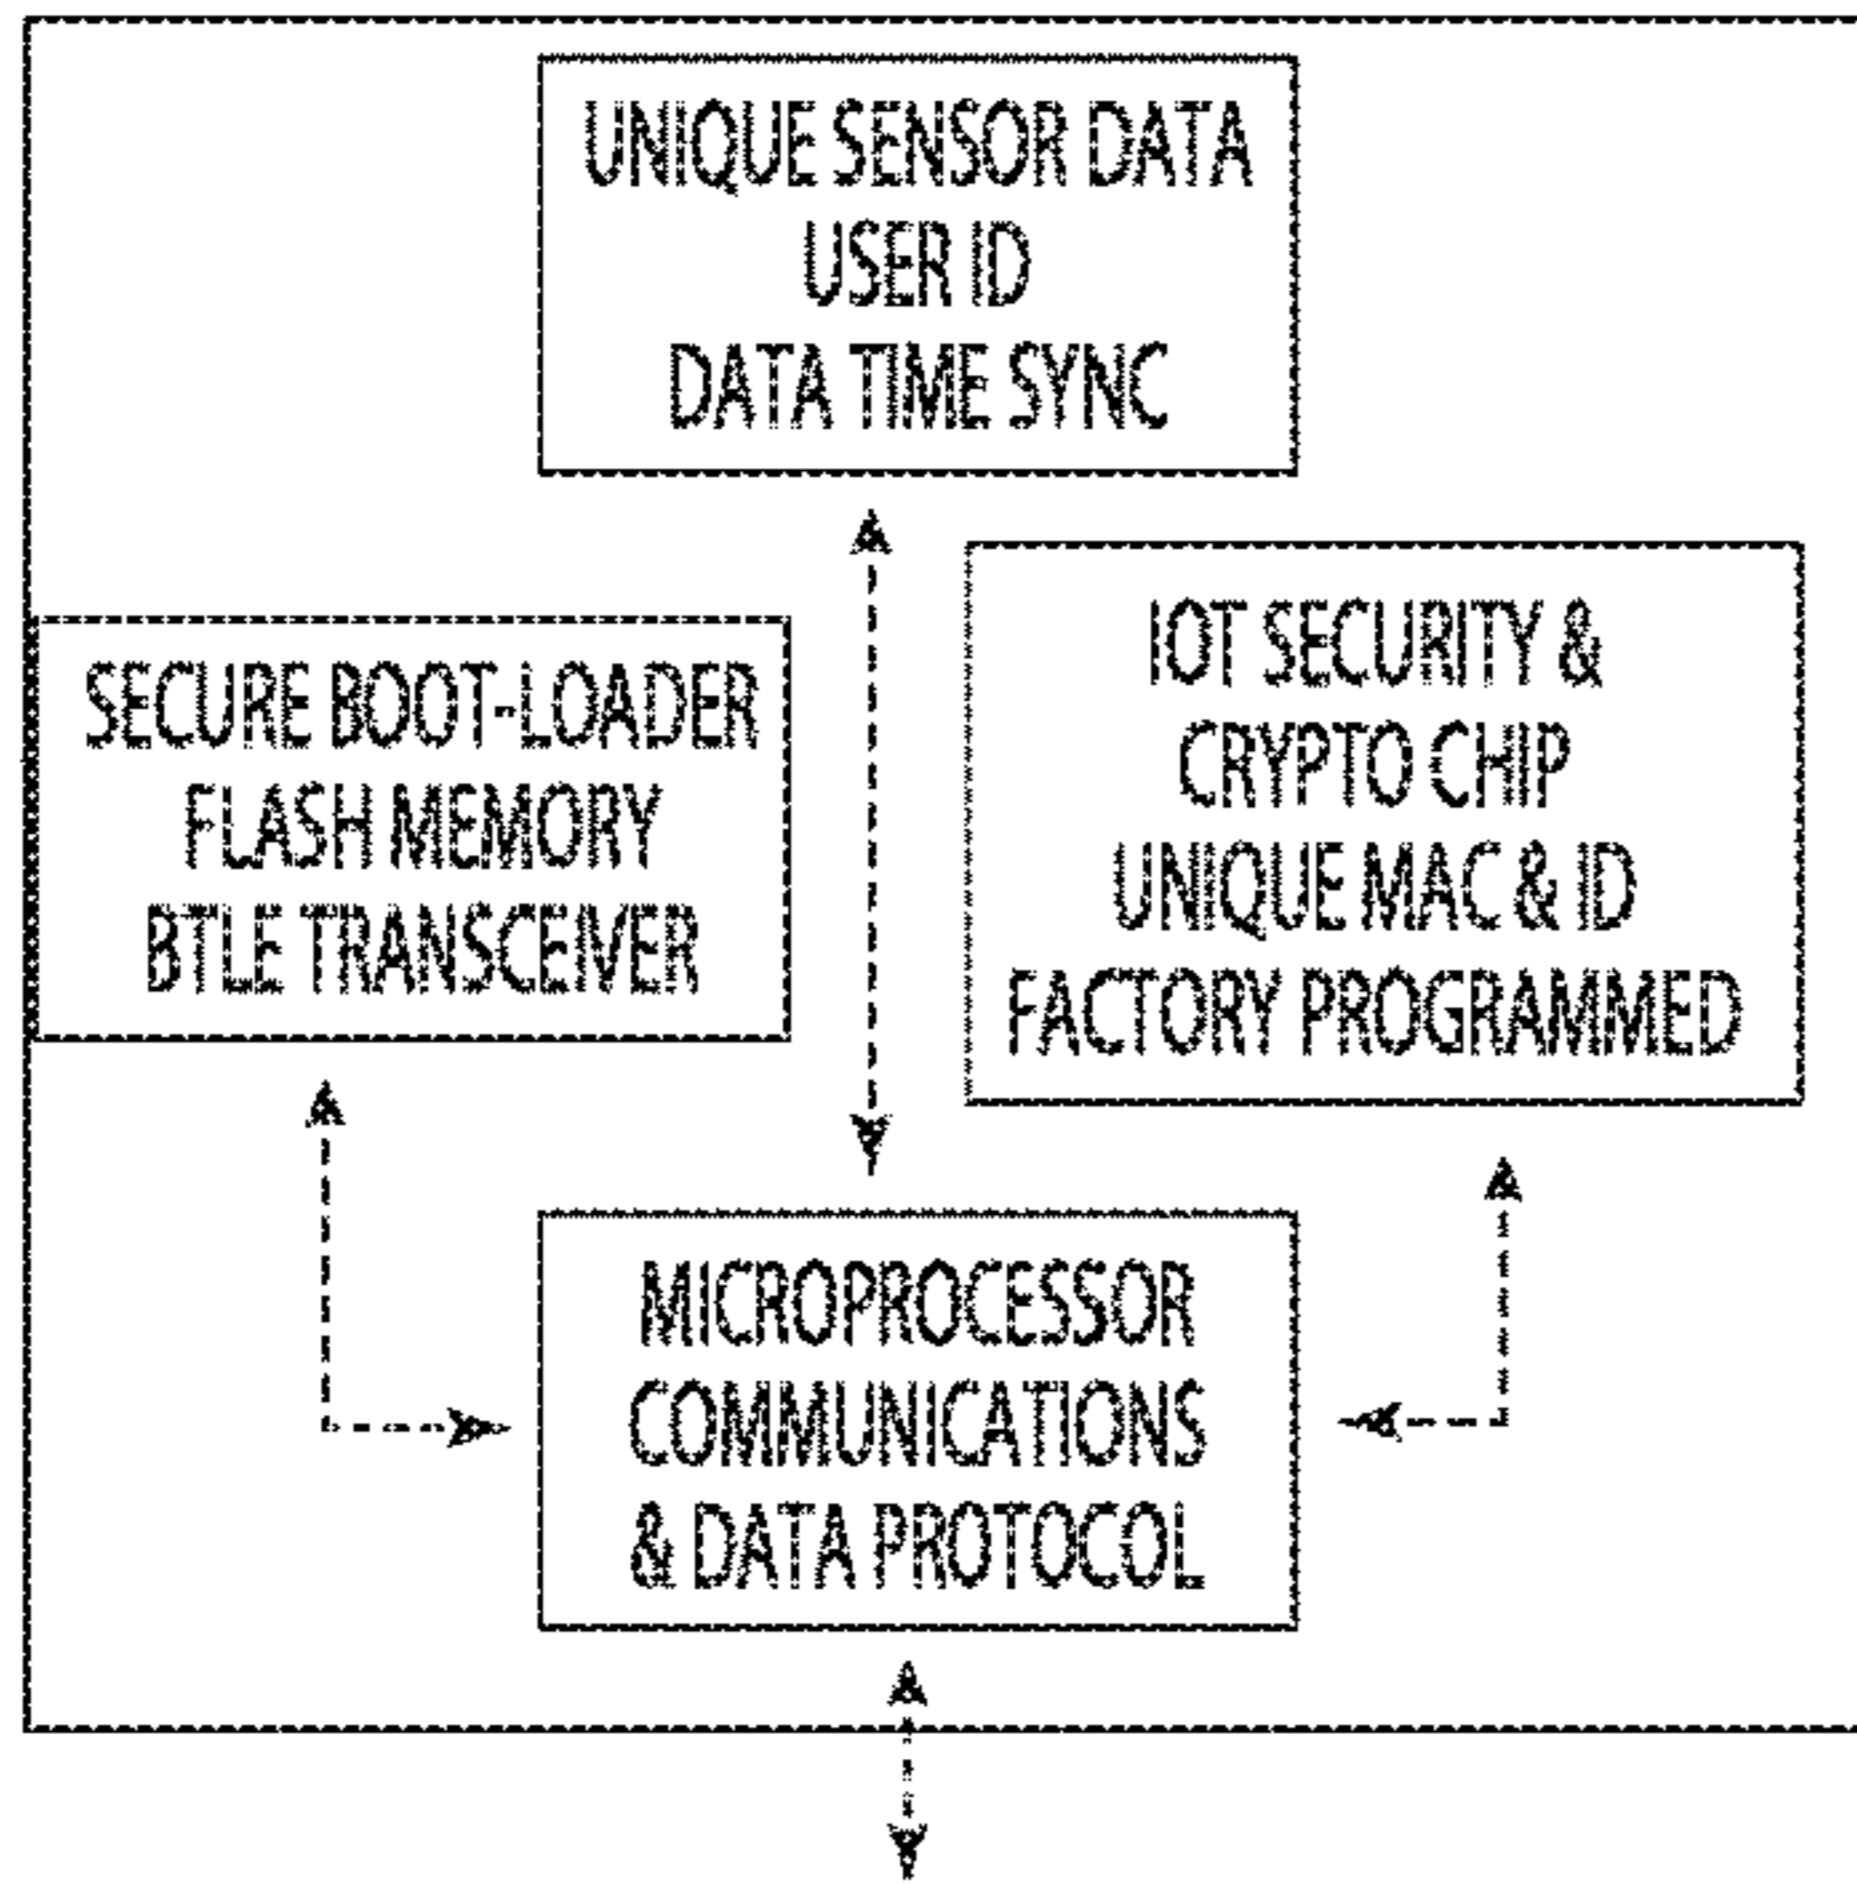 UNIQUE SENSOR DATA
USER ID
DATA TIME SYNC
SECURE BOOT-LOADER
FLASH MEMORY
BTLE TRANSCEIVER
IOT SECURITY &
CRYPTO CHIP
UNIQUE MAC & ID
FACTORY PROGRAMMED
MICROPROCESSOR
COMMUNICATIONS
& DATA PROTOCOL